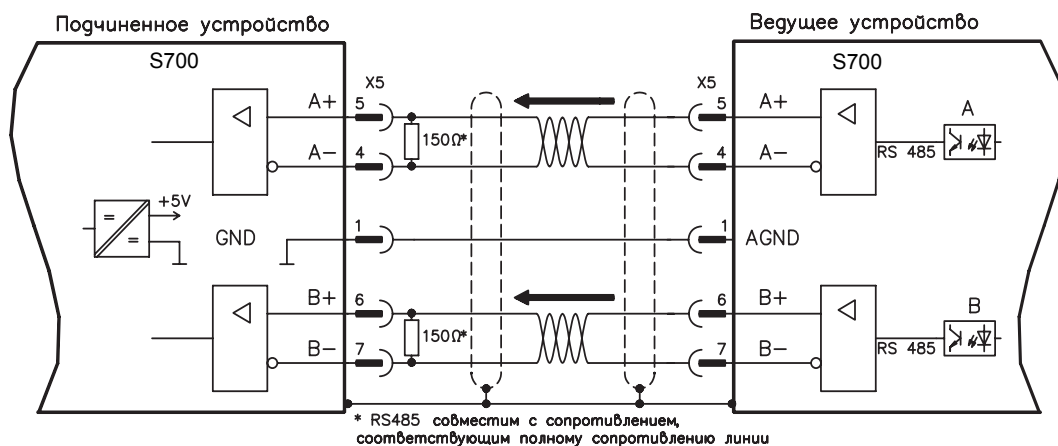 Подчиненное устройство
Ведущее устройство
S700
S700
X5
X5
A+
5
5
A+
A
150Ω*
RS 485
A-
4
4
A-
+5V
=
=
GND
1
1
AGND
B+
6
6
B+
B
150Ω*
RS 485
B-
7
7
B-
* RS485 совместим с сопротивлением,
соответствующим полному сопротивлению линии